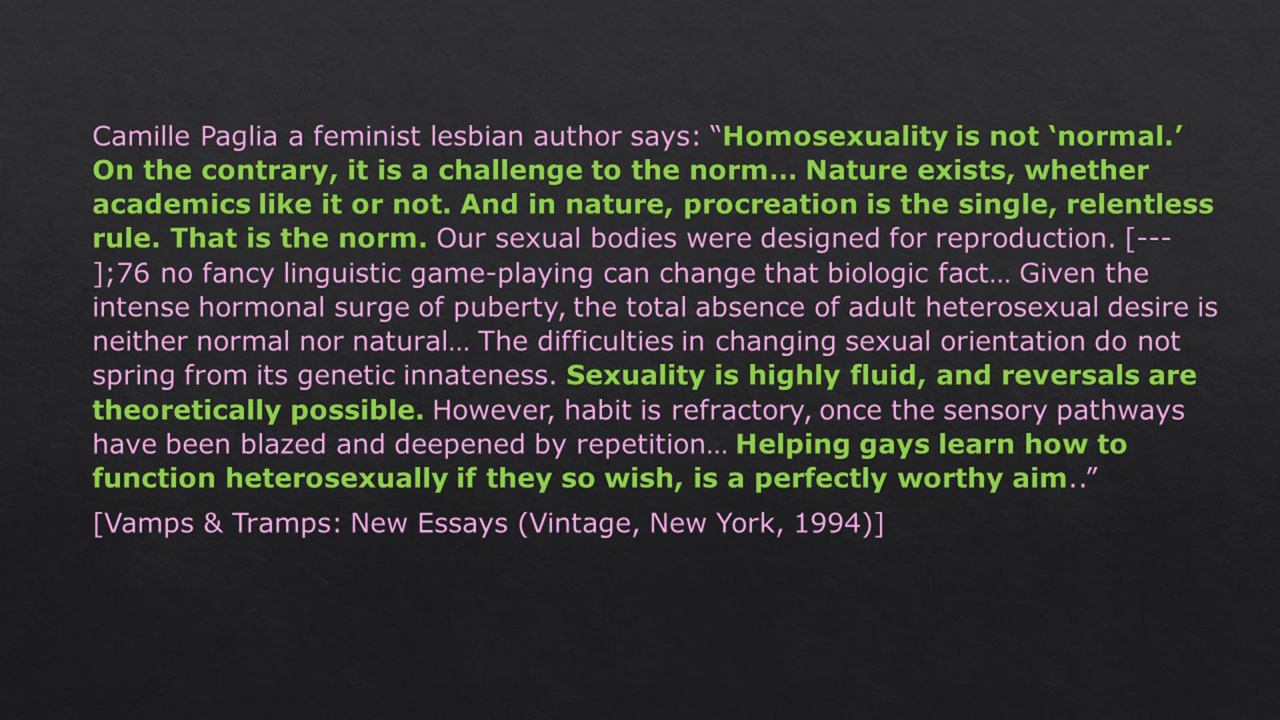 Camille Paglia a feminist lesbian author says: “Homosexuality is not ‘normal.’
On the contrary, it is a challenge to the norm… Nature exists, whether
academics like it or not. And in nature, procreation is the single, relentless
rule. That is the norm. Our sexual bodies were designed for reproduction. [---
];76 no fancy linguistic game-playing can change that biologic fact… Given the
intense hormonal surge of puberty, the total absence of adult heterosexual desire is
neither normal nor natural… The difficulties in changing sexual orientation do not
spring from its genetic innateness. Sexuality is highly fluid, and reversals are
theoretically possible. However, habit is refractory, once the sensory pathways
have been blazed and deepened by repetition… Helping gays learn how to
function heterosexually if they so wish, is a perfectly worthy aim..”
[Vamps & Tramps: New Essays (Vintage, New York, 1994)]